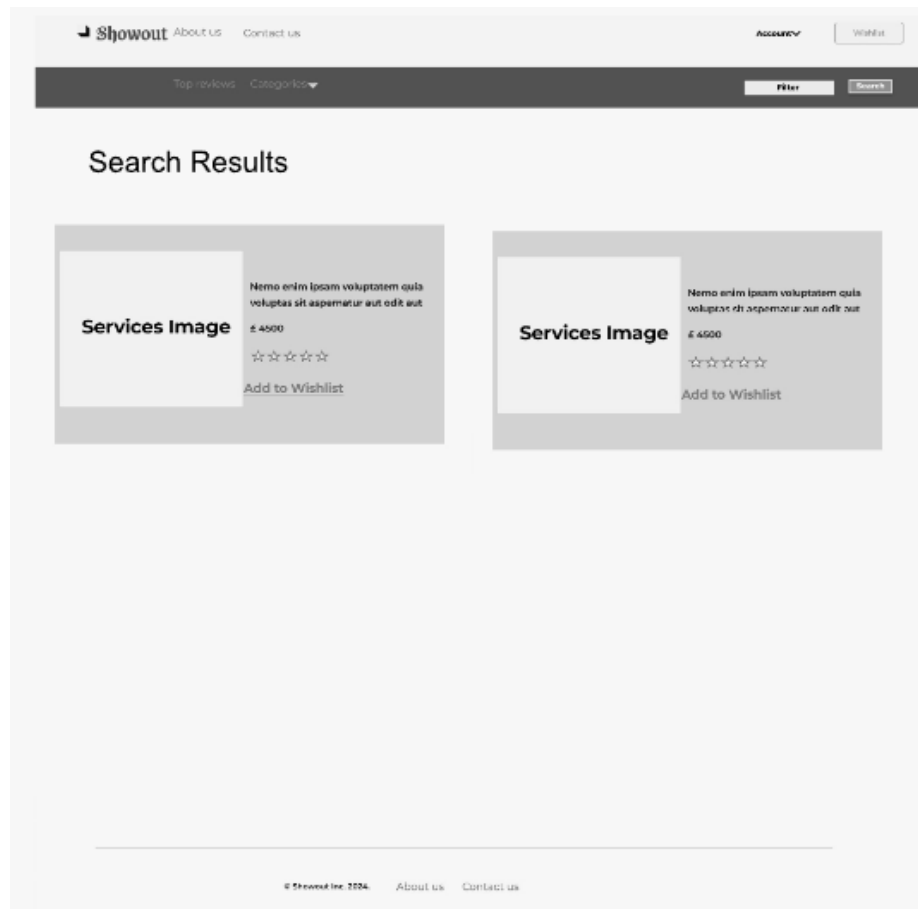 Showout About us Contact us Account Wishlist
Top reviews Categories Filter Search
Search Results
Services Image
Nemo enim ipsam voluptatem quia
voluptas sit aspernatur aut odit aut
£ 4500
☆☆☆☆☆
Add to Wishlist
Services Image
Nemo enim ipsam voluptatem quia
voluptas sit aspernatur aut odit aut
£ 4500
☆☆☆☆☆
Add to Wishlist
© Showout Inc. 2024. About us Contact us